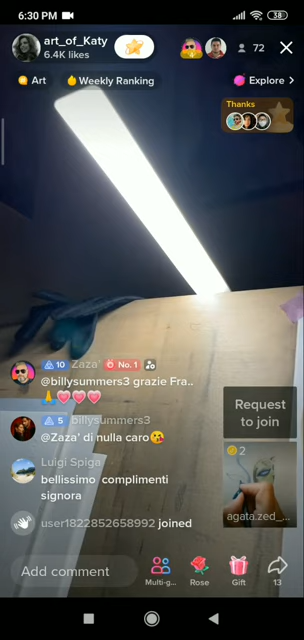 6:30 PM
38
art_of_Katy
6.4K likes
72
Art
Weekly Ranking
Explore
Thanks
10 Zaza' No. 1
@billysummers3 grazie Fra..
🙏💗💗💗
5 billysummers3
@Zaza' di nulla caro😘
Luigi Spiga
bellissimo complimenti
signora
user1822852658992 joined
Request
to join
2
agata.zed_...
Add comment
Multi-g...
Rose
Gift
13